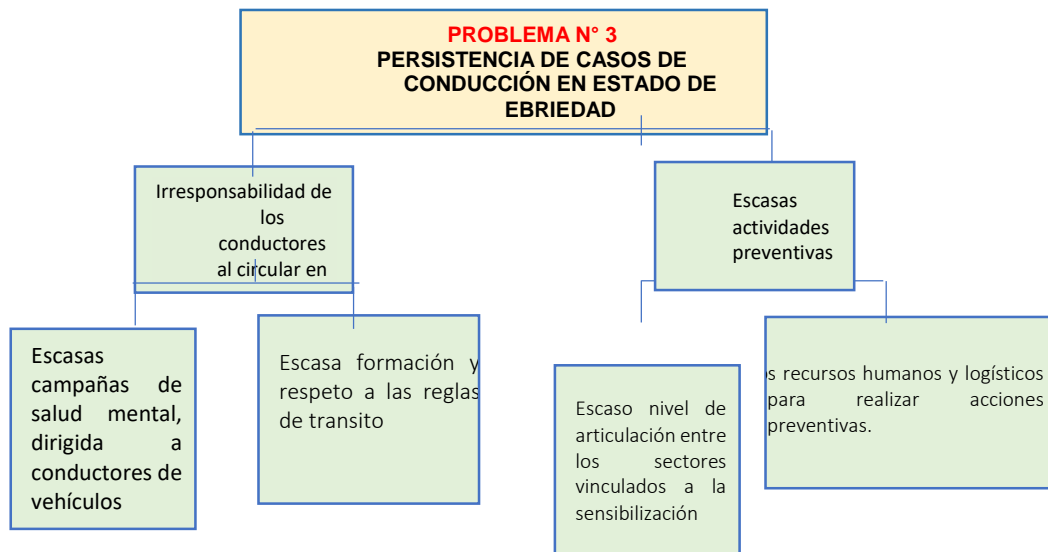 PROBLEMA N° 3
PERSISTENCIA DE CASOS DE
CONDUCCIÓN EN ESTADO DE
EBRIEDAD
Irresponsabilidad de
los
conductores
al circular en
Escasas
actividades
preventivas
Escasas
campañas de
salud mental,
dirigida a
conductores de
vehículos
Escasa formación y
respeto a las reglas
de transito
Escaso nivel de
articulación entre
los sectores
vinculados a la
sensibilización
recursos humanos y logísticos
para realizar acciones
preventivas.